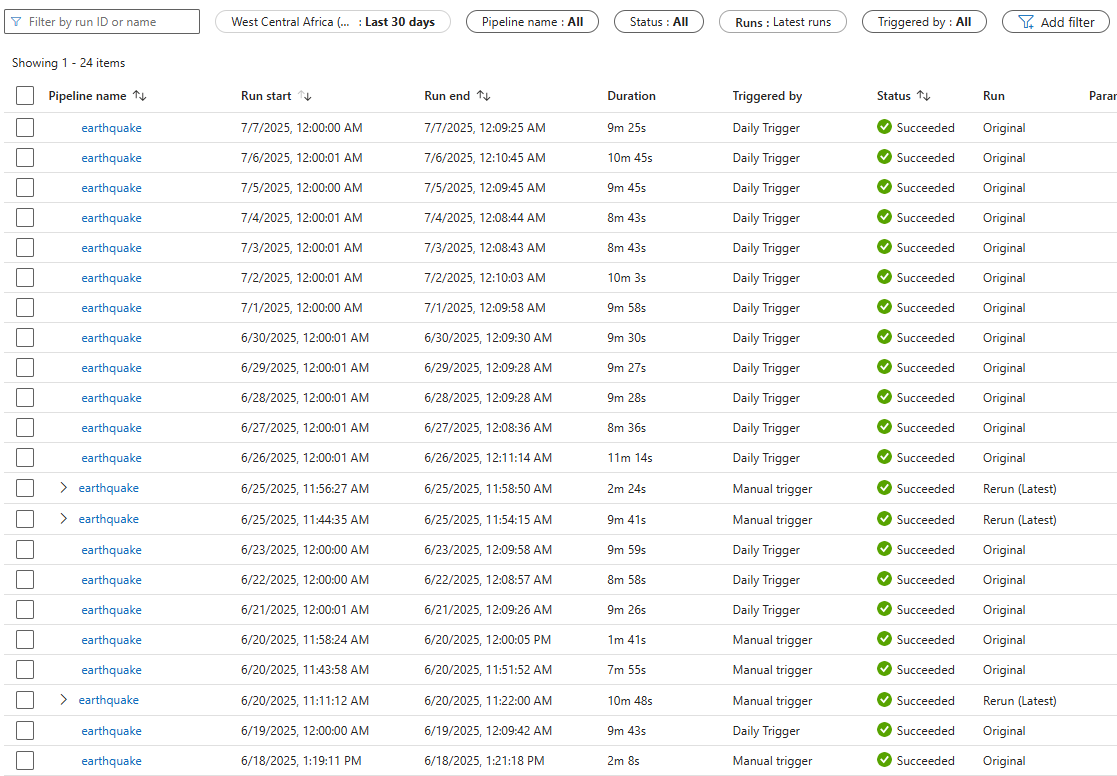 Filter by run ID or name West Central Africa (... : Last 30 days Pipeline name : All Status : All Runs : Latest runs Triggered by : All Add filter
Showing 1 - 24 items
Pipeline name Run start Run end Duration Triggered by Status Run Parar
earthquake 7/7/2025, 12:00:00 AM 7/7/2025, 12:09:25 AM 9m 25s Daily Trigger Succeeded Original
earthquake 7/6/2025, 12:00:01 AM 7/6/2025, 12:10:45 AM 10m 45s Daily Trigger Succeeded Original
earthquake 7/5/2025, 12:00:00 AM 7/5/2025, 12:09:45 AM 9m 45s Daily Trigger Succeeded Original
earthquake 7/4/2025, 12:00:01 AM 7/4/2025, 12:08:44 AM 8m 43s Daily Trigger Succeeded Original
earthquake 7/3/2025, 12:00:01 AM 7/3/2025, 12:08:43 AM 8m 43s Daily Trigger Succeeded Original
earthquake 7/2/2025, 12:00:01 AM 7/2/2025, 12:10:03 AM 10m 3s Daily Trigger Succeeded Original
earthquake 7/1/2025, 12:00:00 AM 7/1/2025, 12:09:58 AM 9m 58s Daily Trigger Succeeded Original
earthquake 6/30/2025, 12:00:01 AM 6/30/2025, 12:09:30 AM 9m 30s Daily Trigger Succeeded Original
earthquake 6/29/2025, 12:00:01 AM 6/29/2025, 12:09:28 AM 9m 27s Daily Trigger Succeeded Original
earthquake 6/28/2025, 12:00:01 AM 6/28/2025, 12:09:28 AM 9m 28s Daily Trigger Succeeded Original
earthquake 6/27/2025, 12:00:01 AM 6/27/2025, 12:08:36 AM 8m 36s Daily Trigger Succeeded Original
earthquake 6/26/2025, 12:00:01 AM 6/26/2025, 12:11:14 AM 11m 14s Daily Trigger Succeeded Original
earthquake 6/25/2025, 11:56:27 AM 6/25/2025, 11:58:50 AM 2m 24s Manual trigger Succeeded Rerun (Latest)
earthquake 6/25/2025, 11:44:35 AM 6/25/2025, 11:54:15 AM 9m 41s Manual trigger Succeeded Rerun (Latest)
earthquake 6/23/2025, 12:00:00 AM 6/23/2025, 12:09:58 AM 9m 59s Daily Trigger Succeeded Original
earthquake 6/22/2025, 12:00:00 AM 6/22/2025, 12:08:57 AM 8m 58s Daily Trigger Succeeded Original
earthquake 6/21/2025, 12:00:01 AM 6/21/2025, 12:09:26 AM 9m 26s Daily Trigger Succeeded Original
earthquake 6/20/2025, 11:58:24 AM 6/20/2025, 12:00:05 PM 1m 41s Manual trigger Succeeded Original
earthquake 6/20/2025, 11:43:58 AM 6/20/2025, 11:51:52 AM 7m 55s Manual trigger Succeeded Original
earthquake 6/20/2025, 11:11:12 AM 6/20/2025, 11:22:00 AM 10m 48s Manual trigger Succeeded Rerun (Latest)
earthquake 6/19/2025, 12:00:00 AM 6/19/2025, 12:09:42 AM 9m 43s Daily Trigger Succeeded Original
earthquake 6/18/2025, 1:19:11 PM 6/18/2025, 1:21:18 PM 2m 8s Manual trigger Succeeded Original